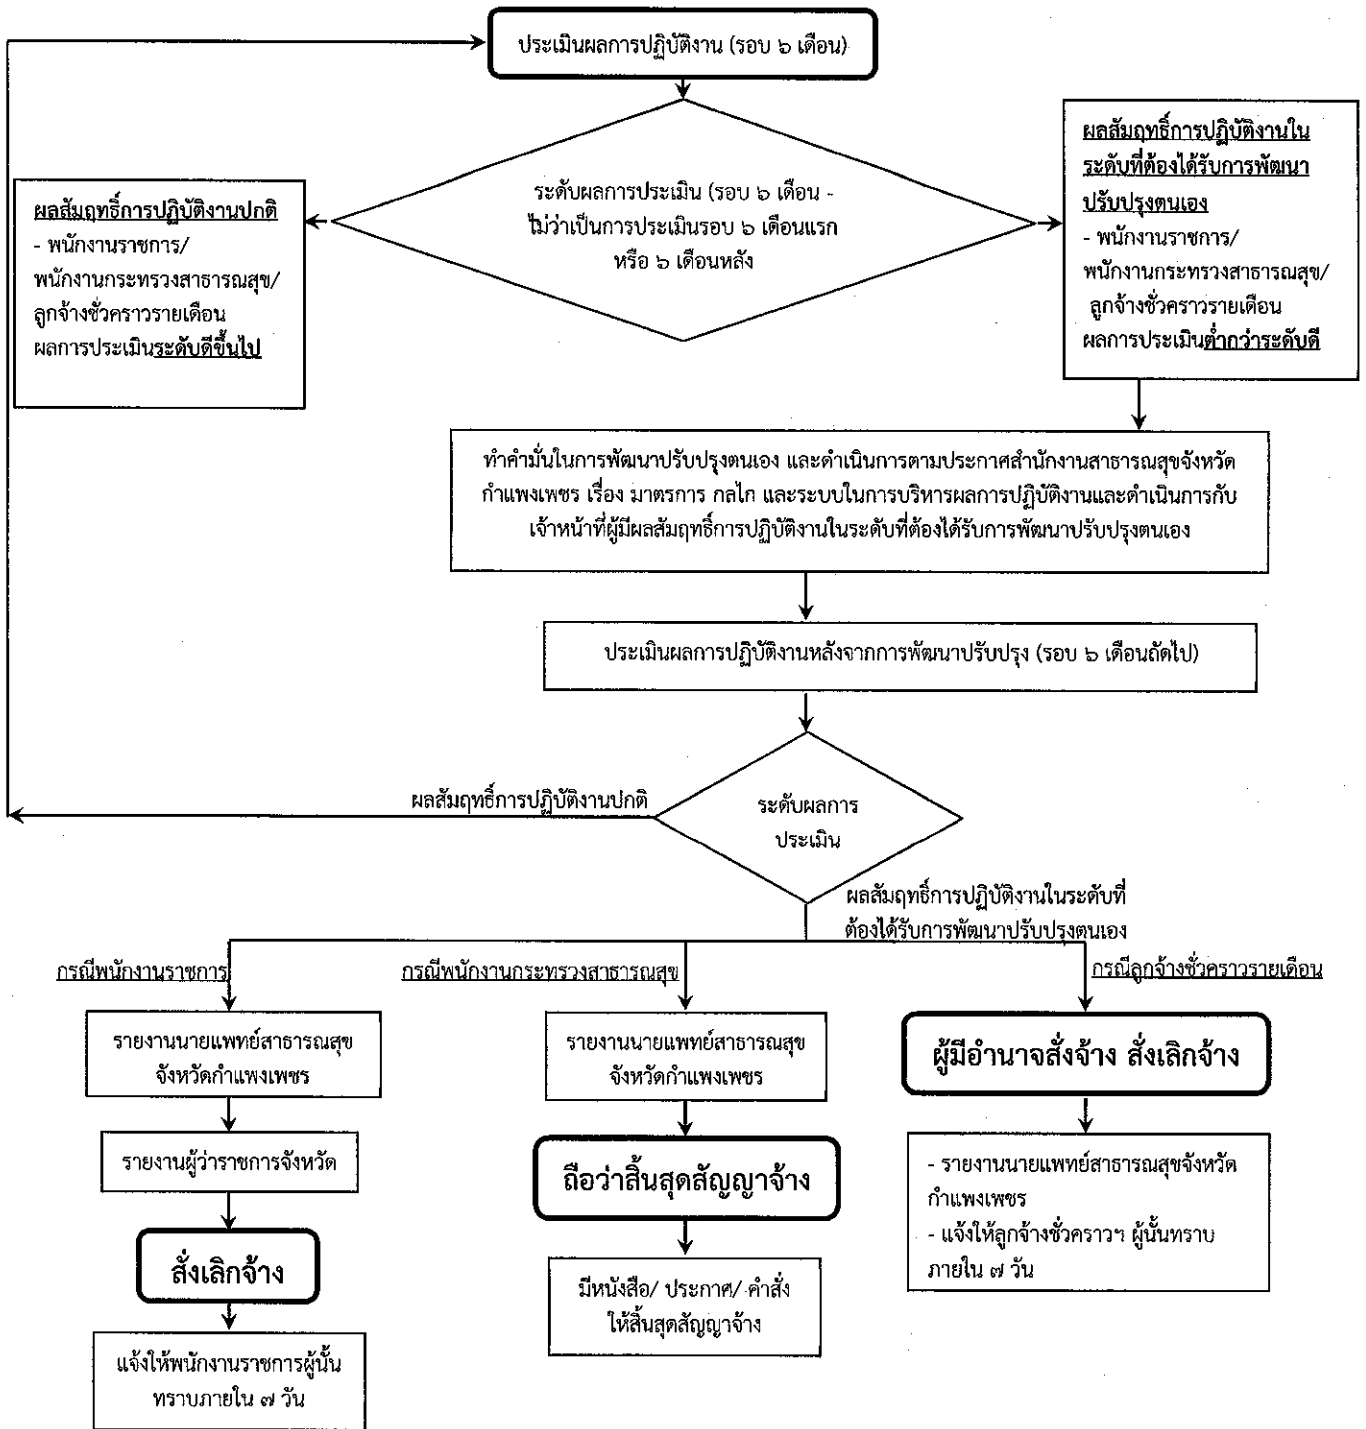 ประเมินผลการปฏิบัติงาน (รอบ ๖ เดือน)
ระดับผลการประเมิน (รอบ ๖ เดือน -
ไม่ว่าเป็นการประเมินรอบ ๖ เดือนแรก
หรือ ๖ เดือนหลัง
ผลสัมฤทธิ์การปฏิบัติงานปกติ
- พนักงานราชการ/
พนักงานกระทรวงสาธารณสุข/
ลูกจ้างชั่วคราวรายเดือน
ผลการประเมินระดับดีขึ้นไป
ผลสัมฤทธิ์การปฏิบัติงานใน
ระดับที่ต้องได้รับการพัฒนา
ปรับปรุงตนเอง
- พนักงานราชการ/
พนักงานกระทรวงสาธารณสุข/
ลูกจ้างชั่วคราวรายเดือน
ผลการประเมินต่ำกว่าระดับดี
ทำคำมั่นในการพัฒนาปรับปรุงตนเอง และดำเนินการตามประกาศสำนักงานสาธารณสุขจังหวัด
กำแพงเพชร เรื่อง มาตรการ กลไก และระบบในการบริหารผลการปฏิบัติงานและดำเนินการกับ
เจ้าหน้าที่ผู้มีผลสัมฤทธิ์การปฏิบัติงานในระดับที่ต้องได้รับการพัฒนาปรับปรุงตนเอง
ประเมินผลการปฏิบัติงานหลังจากการพัฒนาปรับปรุง (รอบ ๖ เดือนถัดไป)
ผลสัมฤทธิ์การปฏิบัติงานปกติ
ระดับผลการ
ประเมิน
ผลสัมฤทธิ์การปฏิบัติงานในระดับที่
ต้องได้รับการพัฒนาปรับปรุงตนเอง
กรณีพนักงานราชการ
รายงานนายแพทย์สาธารณสุข
จังหวัดกำแพงเพชร
รายงานผู้ว่าราชการจังหวัด
สั่งเลิกจ้าง
แจ้งให้พนักงานราชการผู้นั้น
ทราบภายใน ๗ วัน
กรณีพนักงานกระทรวงสาธารณสุข
รายงานนายแพทย์สาธารณสุข
จังหวัดกำแพงเพชร
ถือว่าสิ้นสุดสัญญาจ้าง
มีหนังสือ/ ประกาศ/ คำสั่ง
ให้สิ้นสุดสัญญาจ้าง
กรณีลูกจ้างชั่วคราวรายเดือน
ผู้มีอำนาจสั่งจ้าง สั่งเลิกจ้าง
- รายงานนายแพทย์สาธารณสุขจังหวัด
กำแพงเพชร
- แจ้งให้ลูกจ้างชั่วคราวฯ ผู้นั้นทราบ
ภายใน ๗ วัน